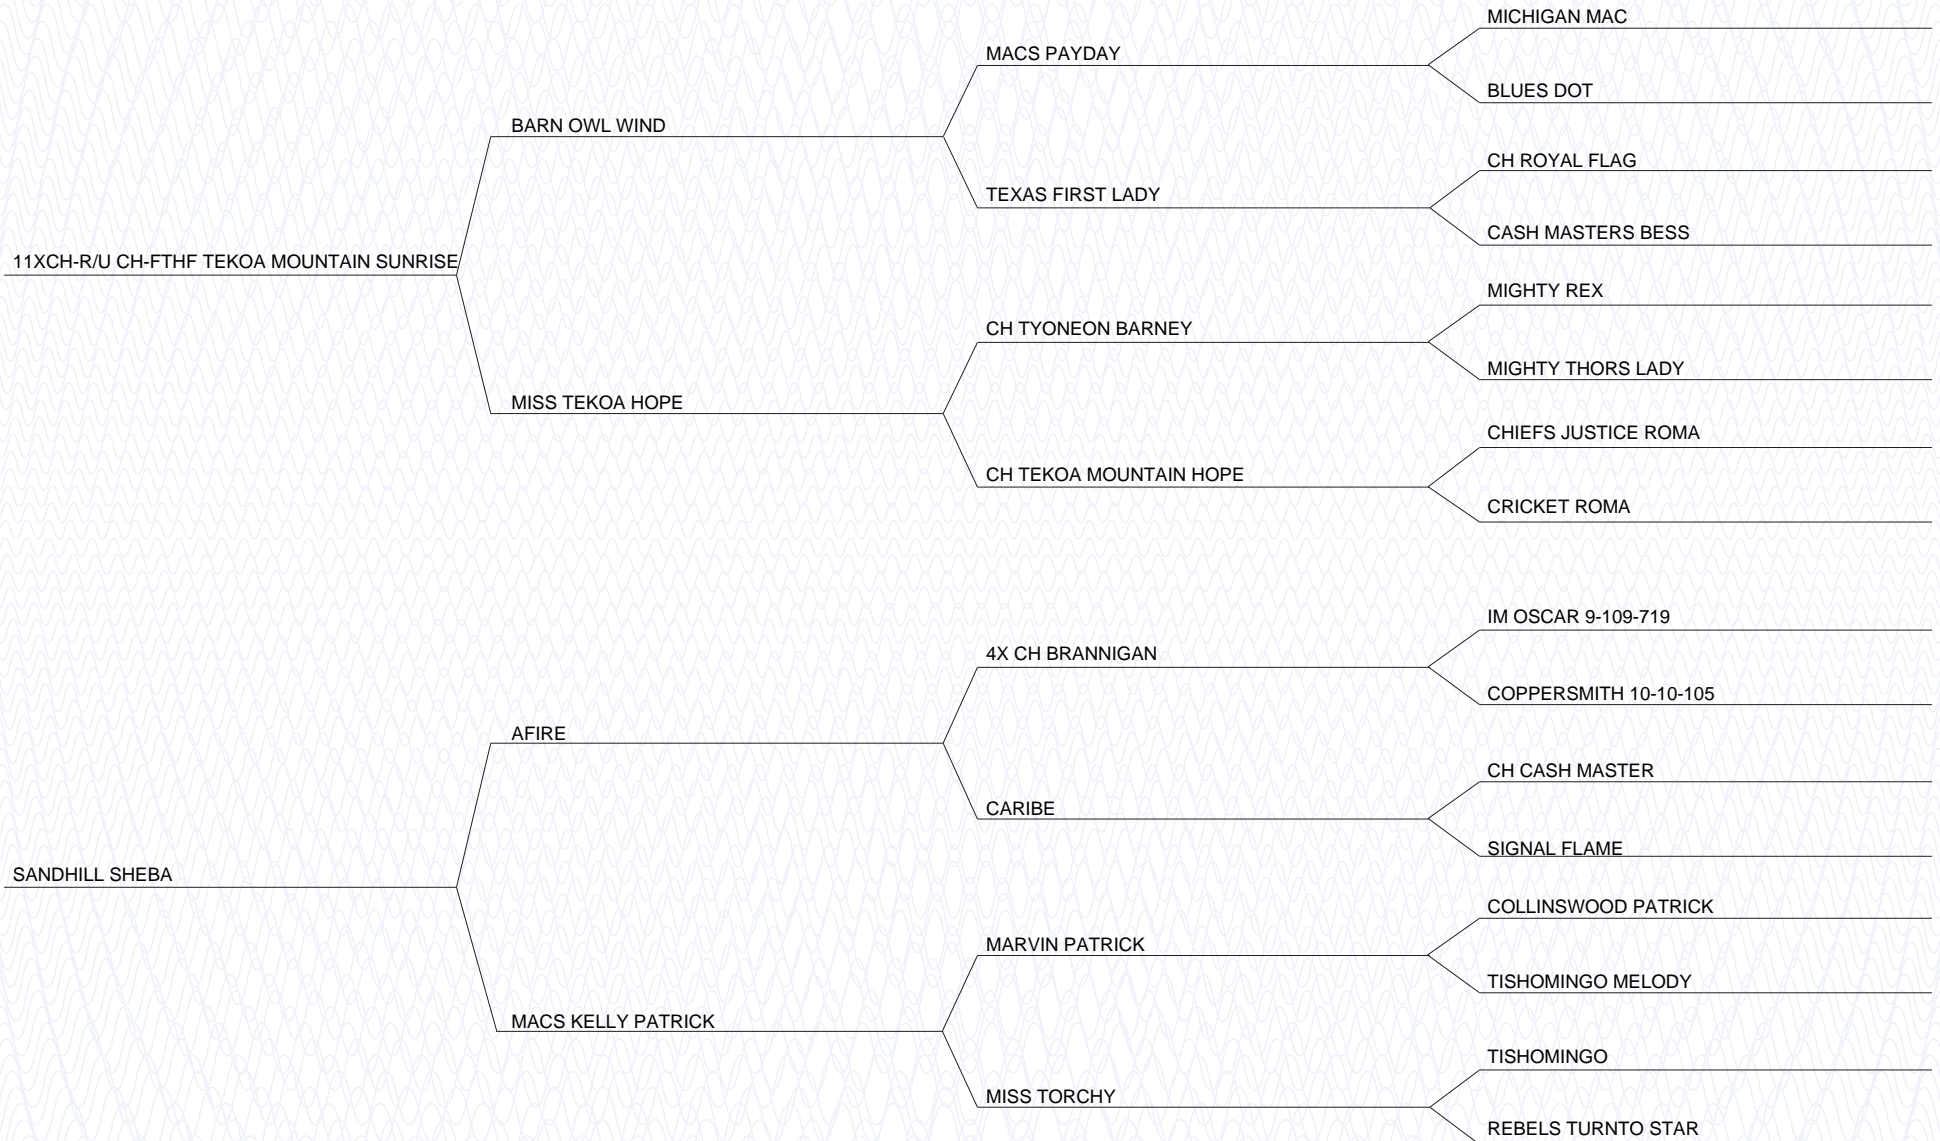 MICHIGAN MAC
MACS PAYDAY
BLUES DOT
BARN OWL WIND
CH ROYAL FLAG
TEXAS FIRST LADY
CASH MASTERS BESS
11XCH-R/U CH-FTHF TEKOA MOUNTAIN SUNRISE
MIGHTY REX
CH TYONEON BARNEY
MIGHTY THORS LADY
MISS TEKOA HOPE
CHIEFS JUSTICE ROMA
CH TEKOA MOUNTAIN HOPE
CRICKET ROMA
IM OSCAR 9-109-719
4X CH BRANNIGAN
COPPERSMITH 10-10-105
AFIRE
CH CASH MASTER
CARIBE
SIGNAL FLAME
SANDHILL SHEBA
COLLINSWOOD PATRICK
MARVIN PATRICK
TISHOMINGO MELODY
MACS KELLY PATRICK
TISHOMINGO
MISS TORCHY
REBELS TURNTO STAR